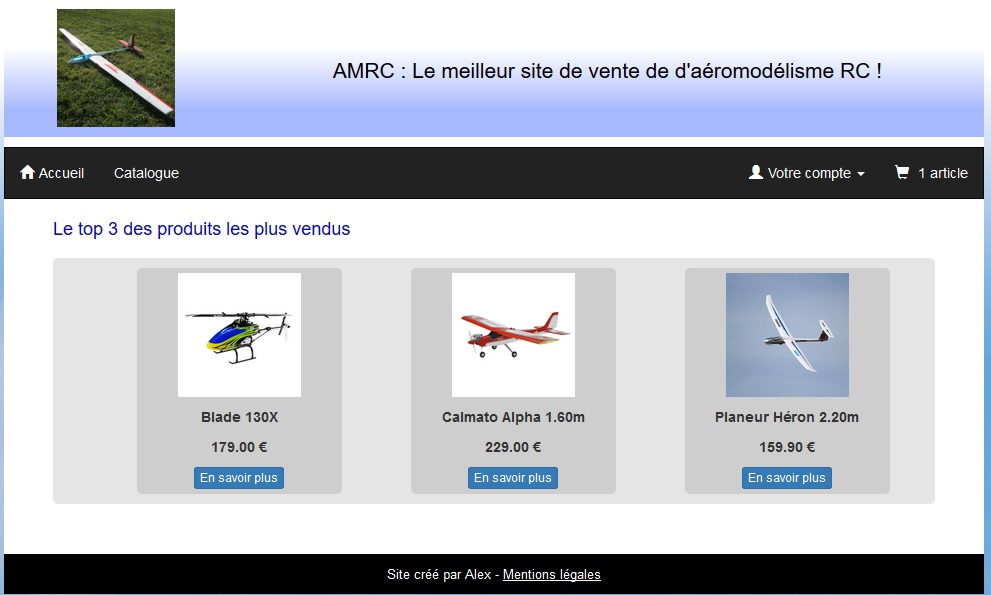 AMRC : Le meilleur site de vente de d'aéromodélisme RC !
Accueil Catalogue Votre compte 1 article
Le top 3 des produits les plus vendus
Blade 130X
179.00 €
En savoir plus
Calmato Alpha 1.60m
229.00 €
En savoir plus
Planeur Héron 2.20m
159.90 €
En savoir plus
Site créé par Alex - Mentions légales